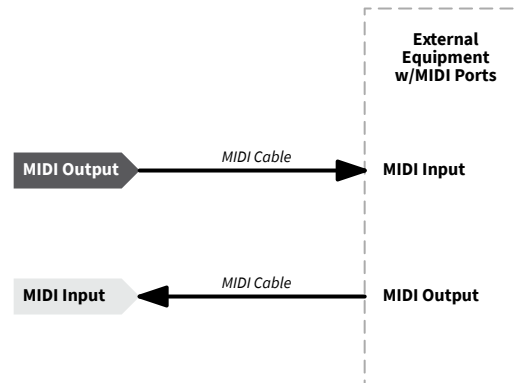 External
Equipment
w/MIDI Ports
MIDI Output
MIDI Cable
MIDI Input
MIDI Input
MIDI Cable
MIDI Output